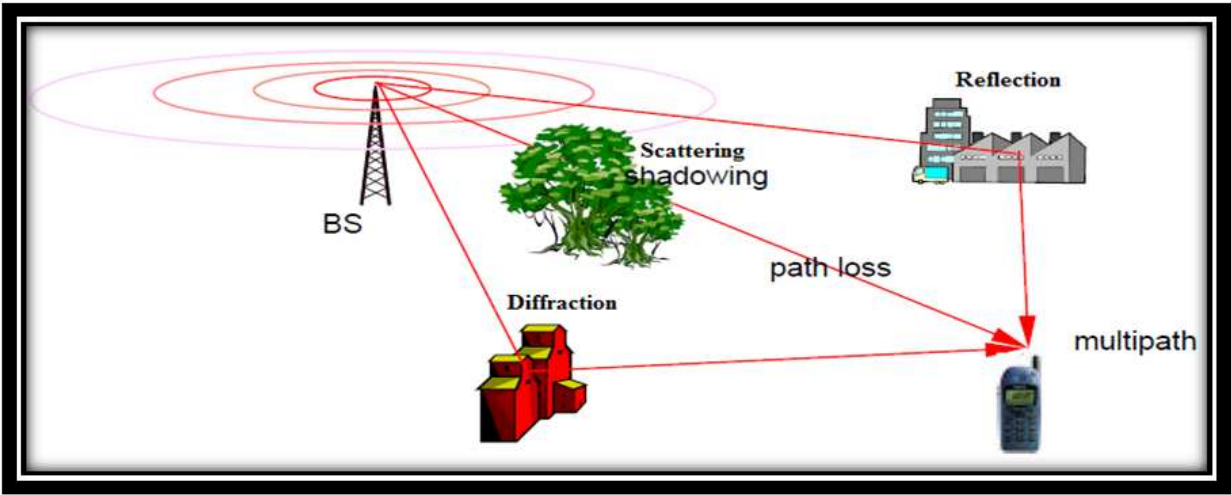 Reflection
Scattering
shadowing
BS
path loss
Diffraction
multipath